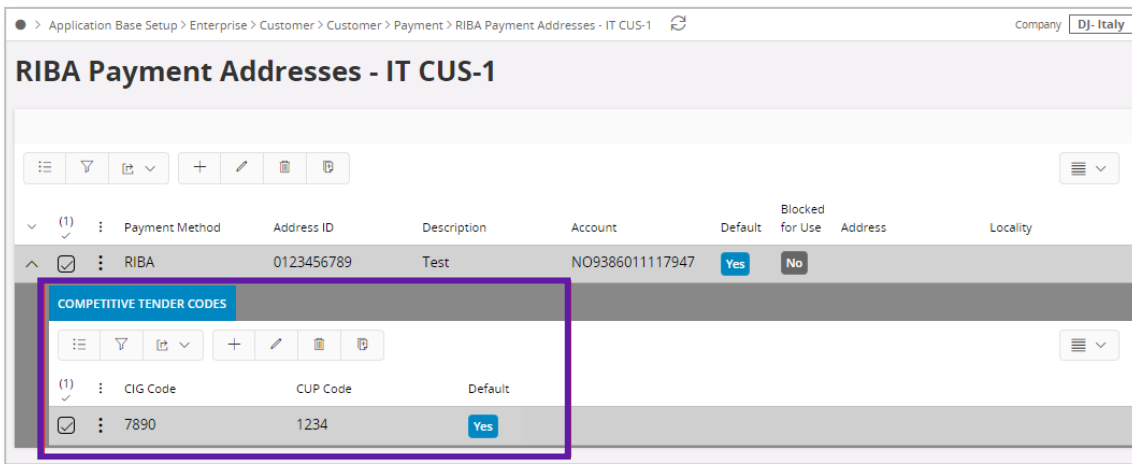 > Application Base Setup > Enterprise > Customer > Customer > Payment > RIBA Payment Addresses - IT CUS-1 Company DJ- Italy
RIBA Payment Addresses - IT CUS-1
(1) Payment Method Address ID Description Account Default Blocked for Use Address Locality
RIBA 0123456789 Test NO9386011117947 Yes No
COMPETITIVE TENDER CODES
(1) CIG Code CUP Code Default
7890 1234 Yes